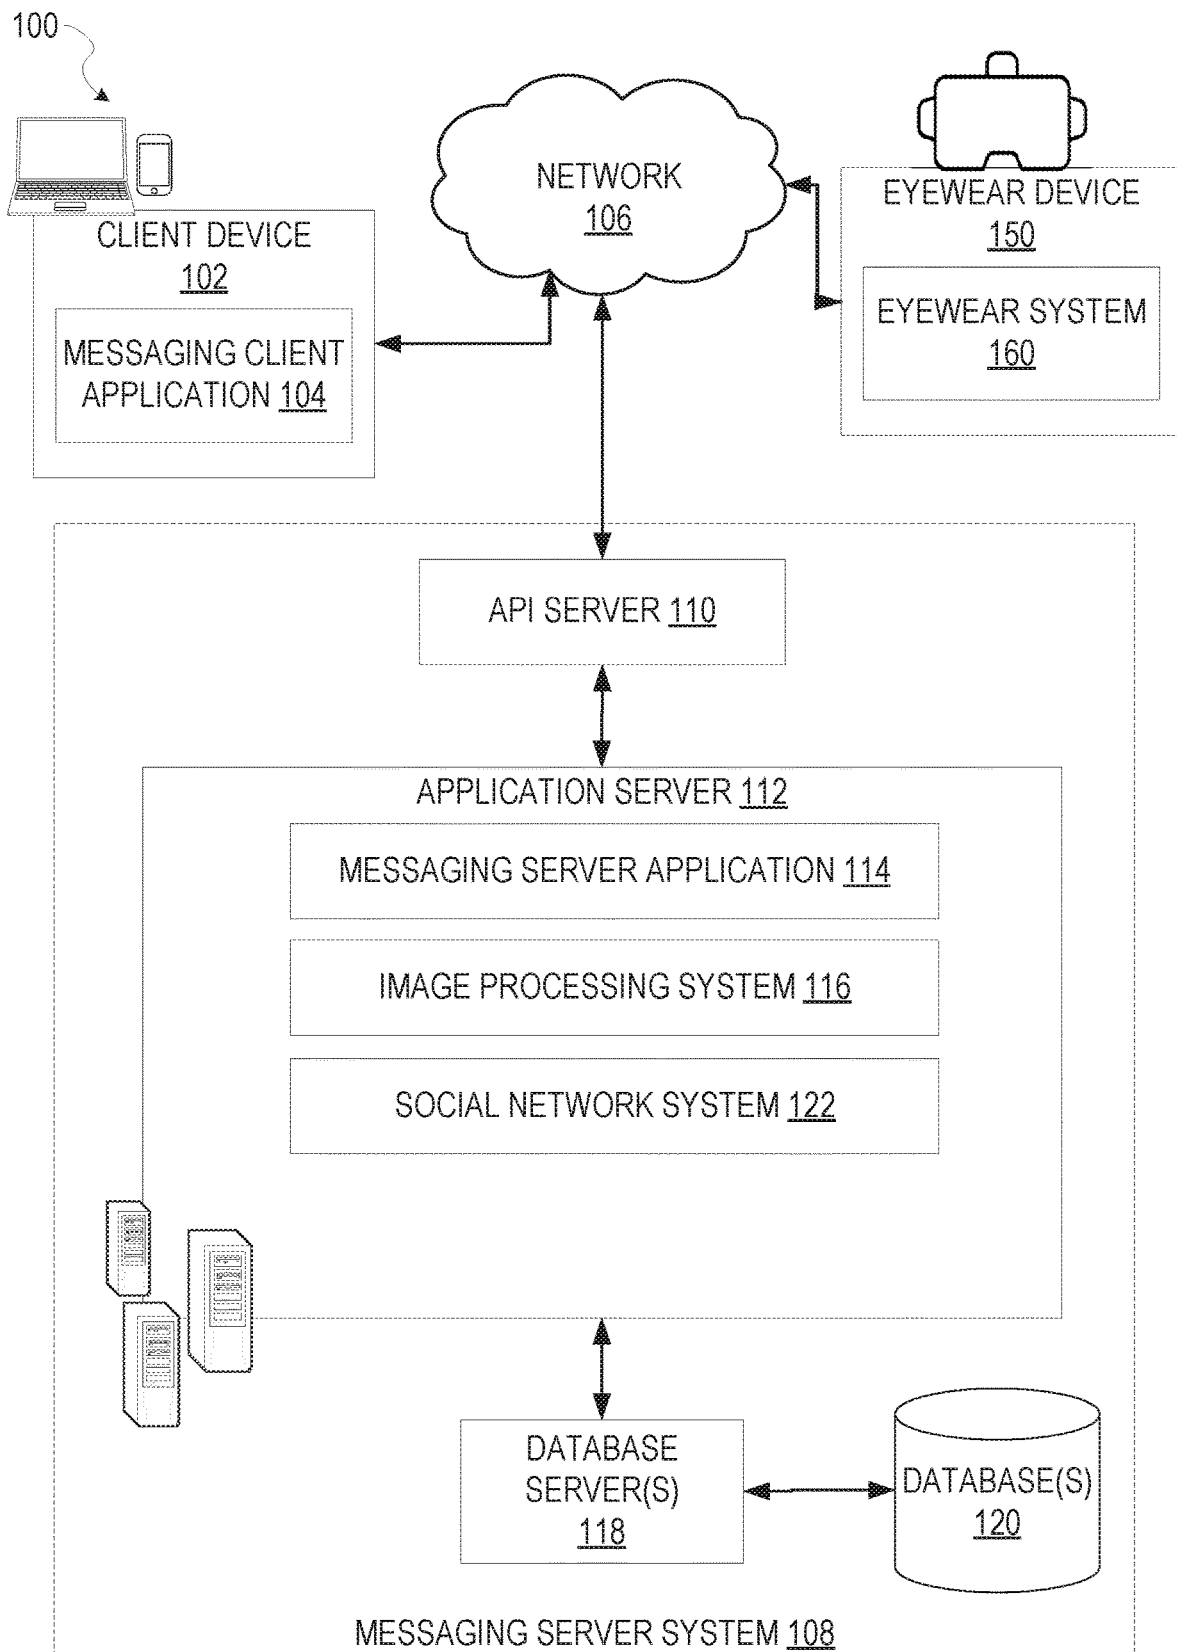 100
NETWORK
106
EYEWEAR DEVICE
150
CLIENT DEVICE
102
EYEWEAR SYSTEM
160
MESSAGING CLIENT
APPLICATION 104
API SERVER 110
APPLICATION SERVER 112
MESSAGING SERVER APPLICATION 114
IMAGE PROCESSING SYSTEM 116
SOCIAL NETWORK SYSTEM 122
DATABASE
SERVER(S)
118
DATABASE(S)
120
MESSAGING SERVER SYSTEM 108